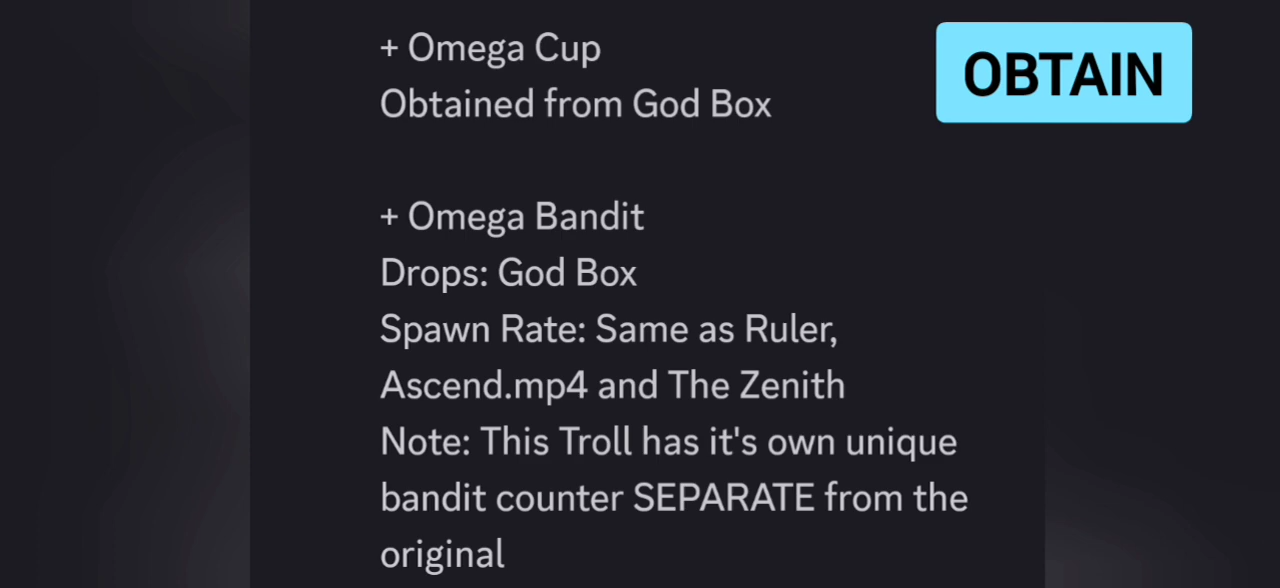 + Omega Cup
OBTAIN
Obtained from God Box
+ Omega Bandit
Drops: God Box
Spawn Rate: Same as Ruler,
Ascend.mp4 and The Zenith
Note: This Troll has it's own unique
bandit counter SEPARATE from the
original